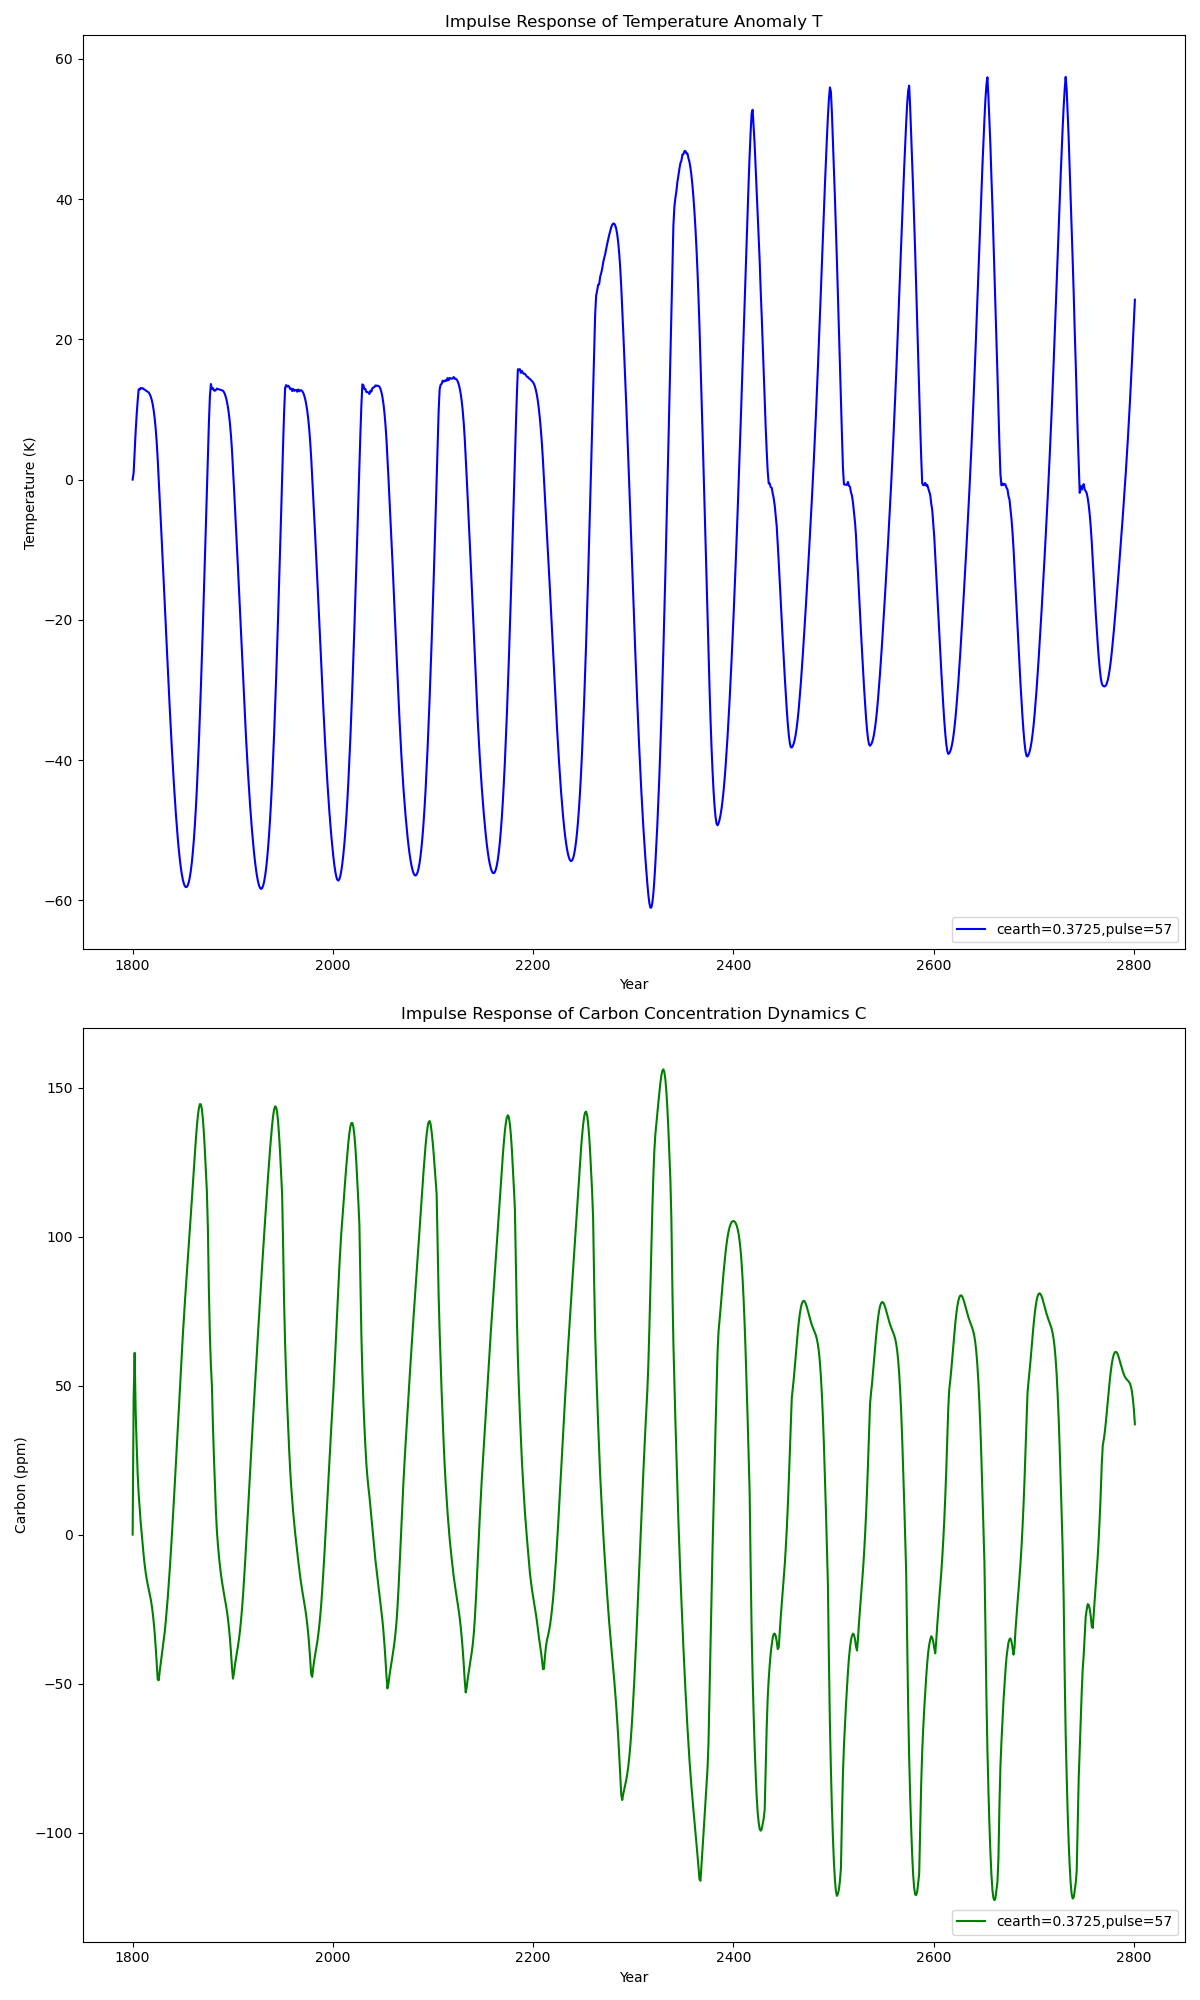 Impulse Response of Temperature Anomaly T
60
40
20
0
−20
−40
−60
Temperature (K)
cearth=0.3725,pulse=57
1800 2000 2200 2400 2600 2800
Year
Impulse Response of Carbon Concentration Dynamics C
150
100
50
0
−50
−100
Carbon (ppm)
cearth=0.3725,pulse=57
1800 2000 2200 2400 2600 2800
Year